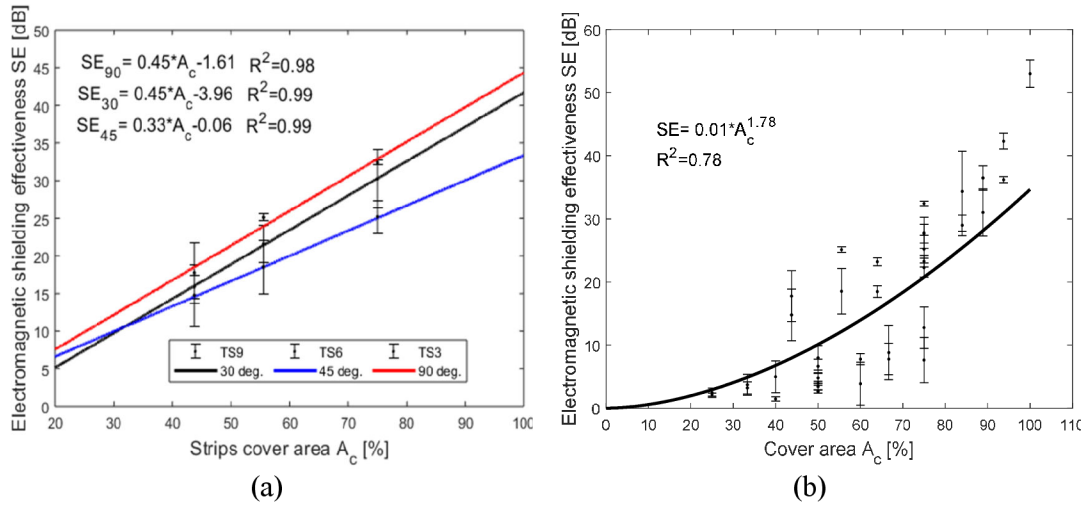 Electromagnetic shielding effectiveness SE [dB]
50
45
40
35
30
25
20
15
10
5
0
SE90= 0.45*Ac-1.61 R2=0.98
SE30= 0.45*Ac-3.96 R2=0.99
SE45= 0.33*Ac-0.06 R2=0.99
TS9 TS6 TS3
30 deg. 45 deg. 90 deg.
20 30 40 50 60 70 80 90 100
Strips cover area Ac [%]
(a)
Electromagnetic shielding effectiveness SE [dB]
60
50
40
30
20
10
0
SE= 0.01*Ac1.78
R2=0.78
0 10 20 30 40 50 60 70 80 90 100 110
Cover area Ac [%]
(b)